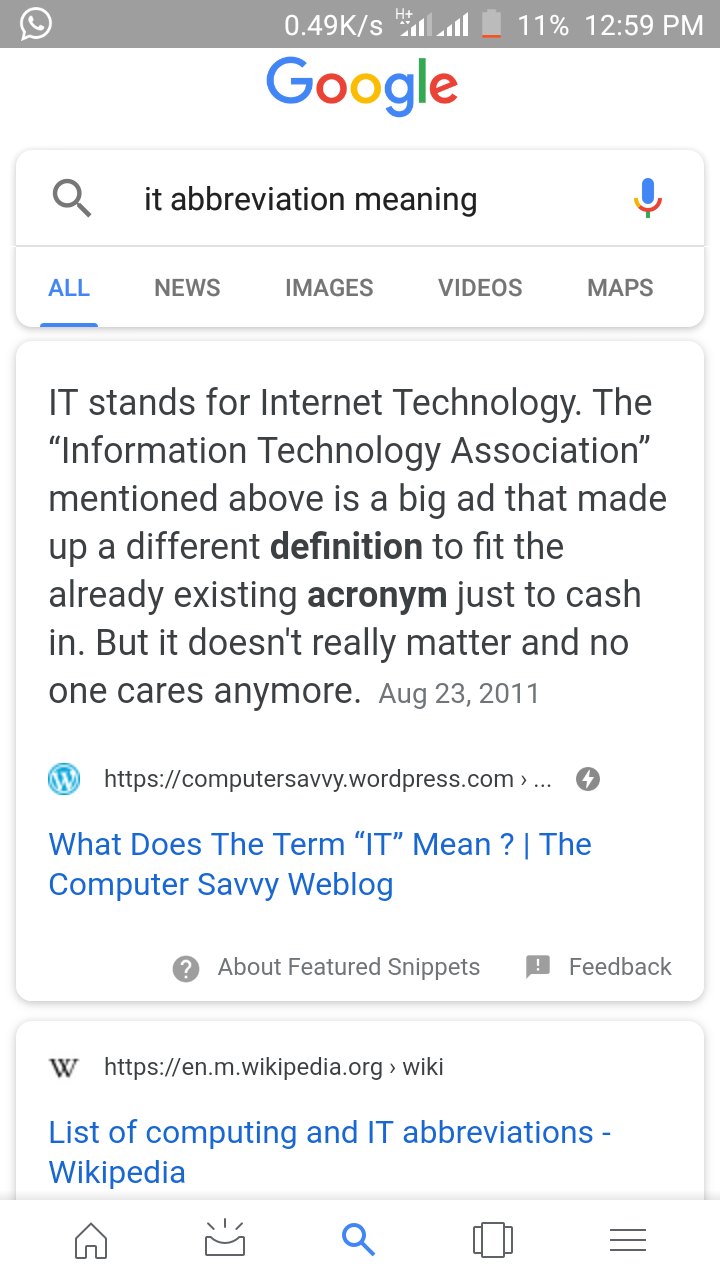 0.49K/s H+ 11% 12:59 PM
Google
it abbreviation meaning
ALL NEWS IMAGES VIDEOS MAPS
IT stands for Internet Technology. The
“Information Technology Association”
mentioned above is a big ad that made
up a different definition to fit the
already existing acronym just to cash
in. But it doesn't really matter and no
one cares anymore. Aug 23, 2011
https://computersavvy.wordpress.com › ...
What Does The Term “IT” Mean ? | The
Computer Savvy Weblog
About Featured Snippets Feedback
W https://en.m.wikipedia.org › wiki
List of computing and IT abbreviations -
Wikipedia